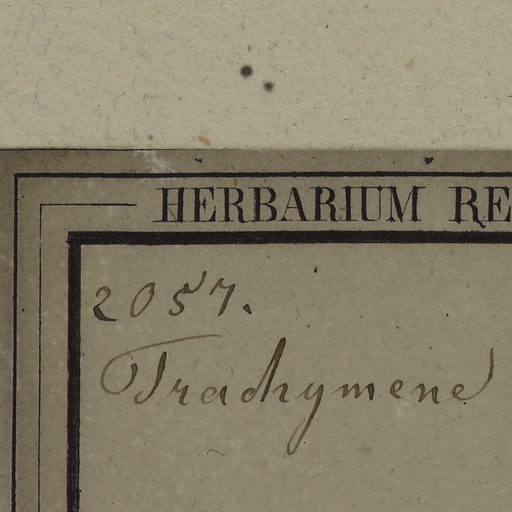 HERBARIUM RE
2057.
Trachymene